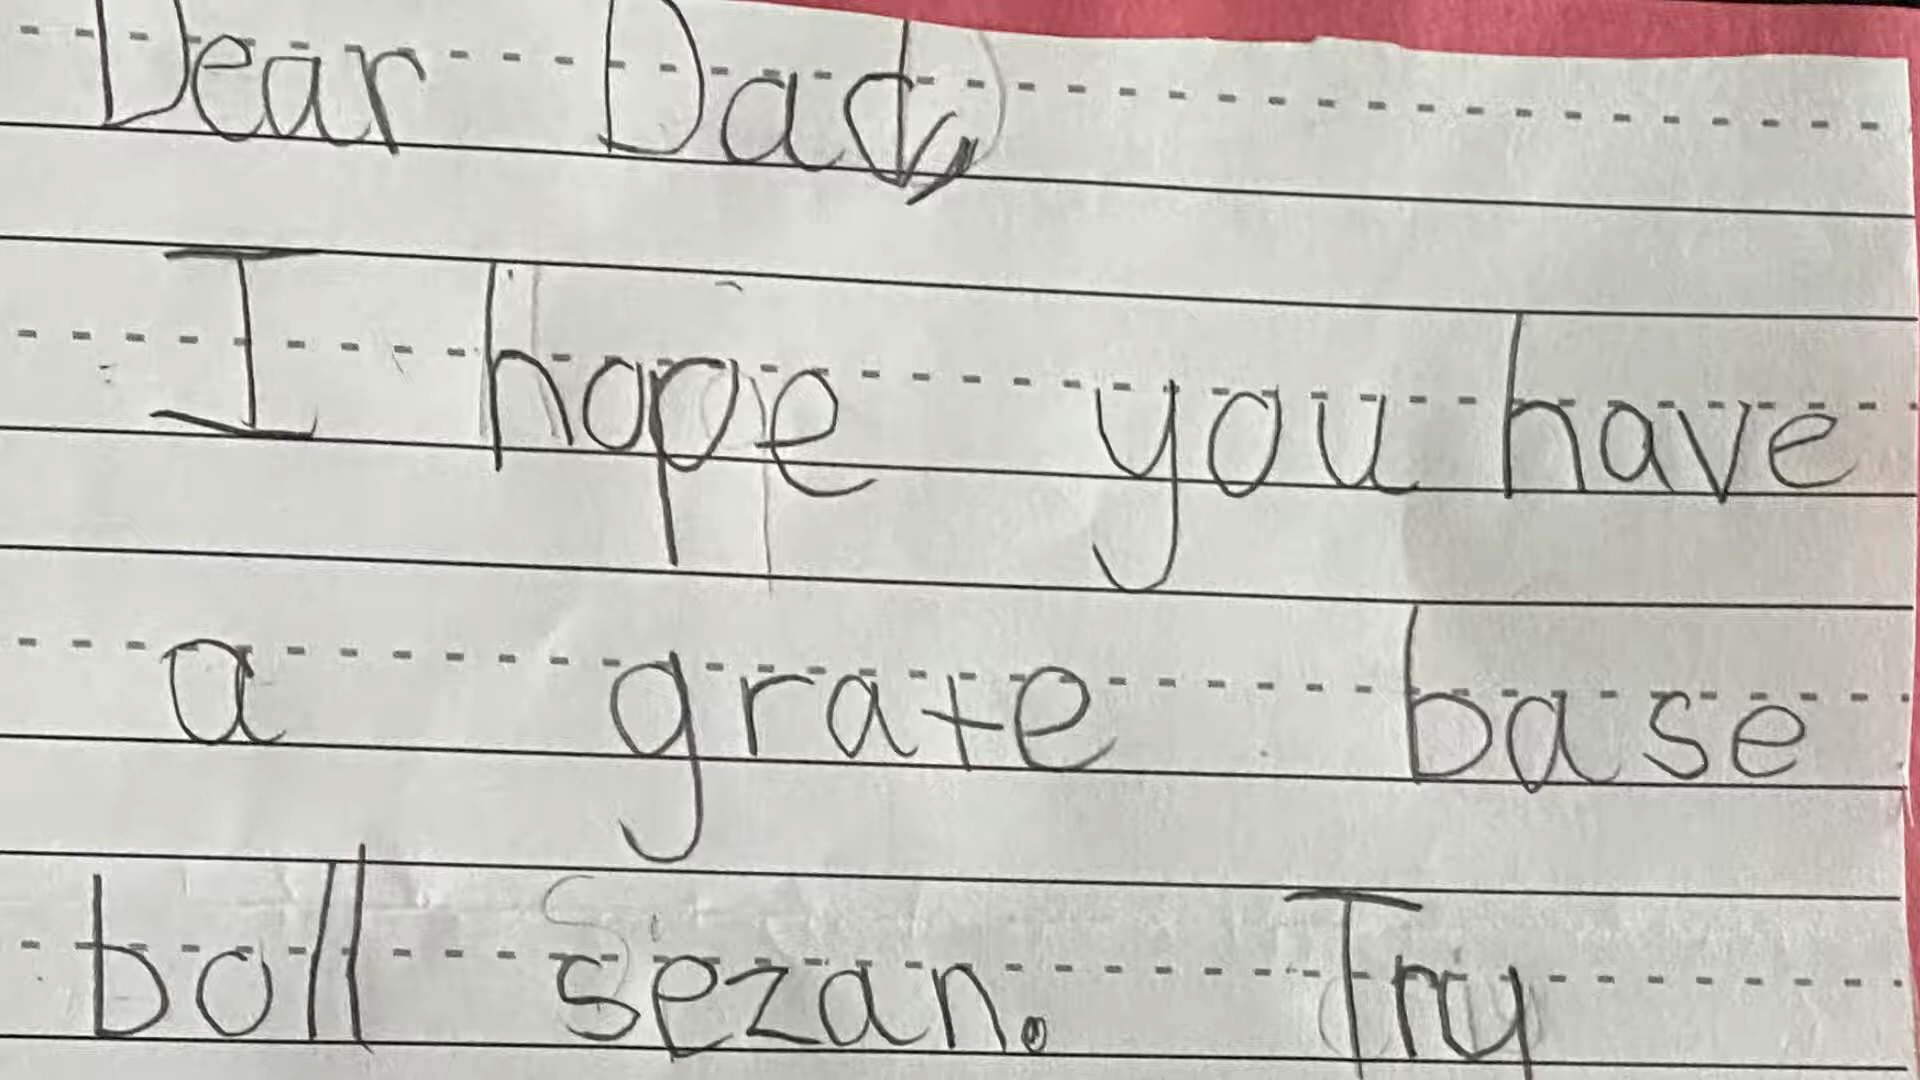 Dear Dad,
I hope you have
a grate base
boll sezan. Try